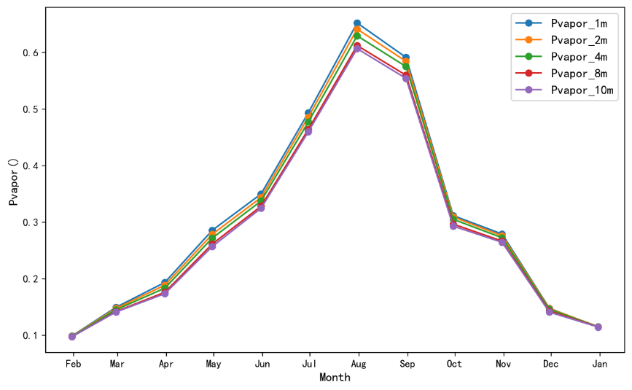 Pvapor_1m
Pvapor_2m
Pvapor_4m
Pvapor_8m
Pvapor_10m
0.6
0.5
0.4
0.3
0.2
0.1
Pvapor()
Feb Mar Apr May Jun Jul Aug Sep Oct Nov Dec Jan
Month